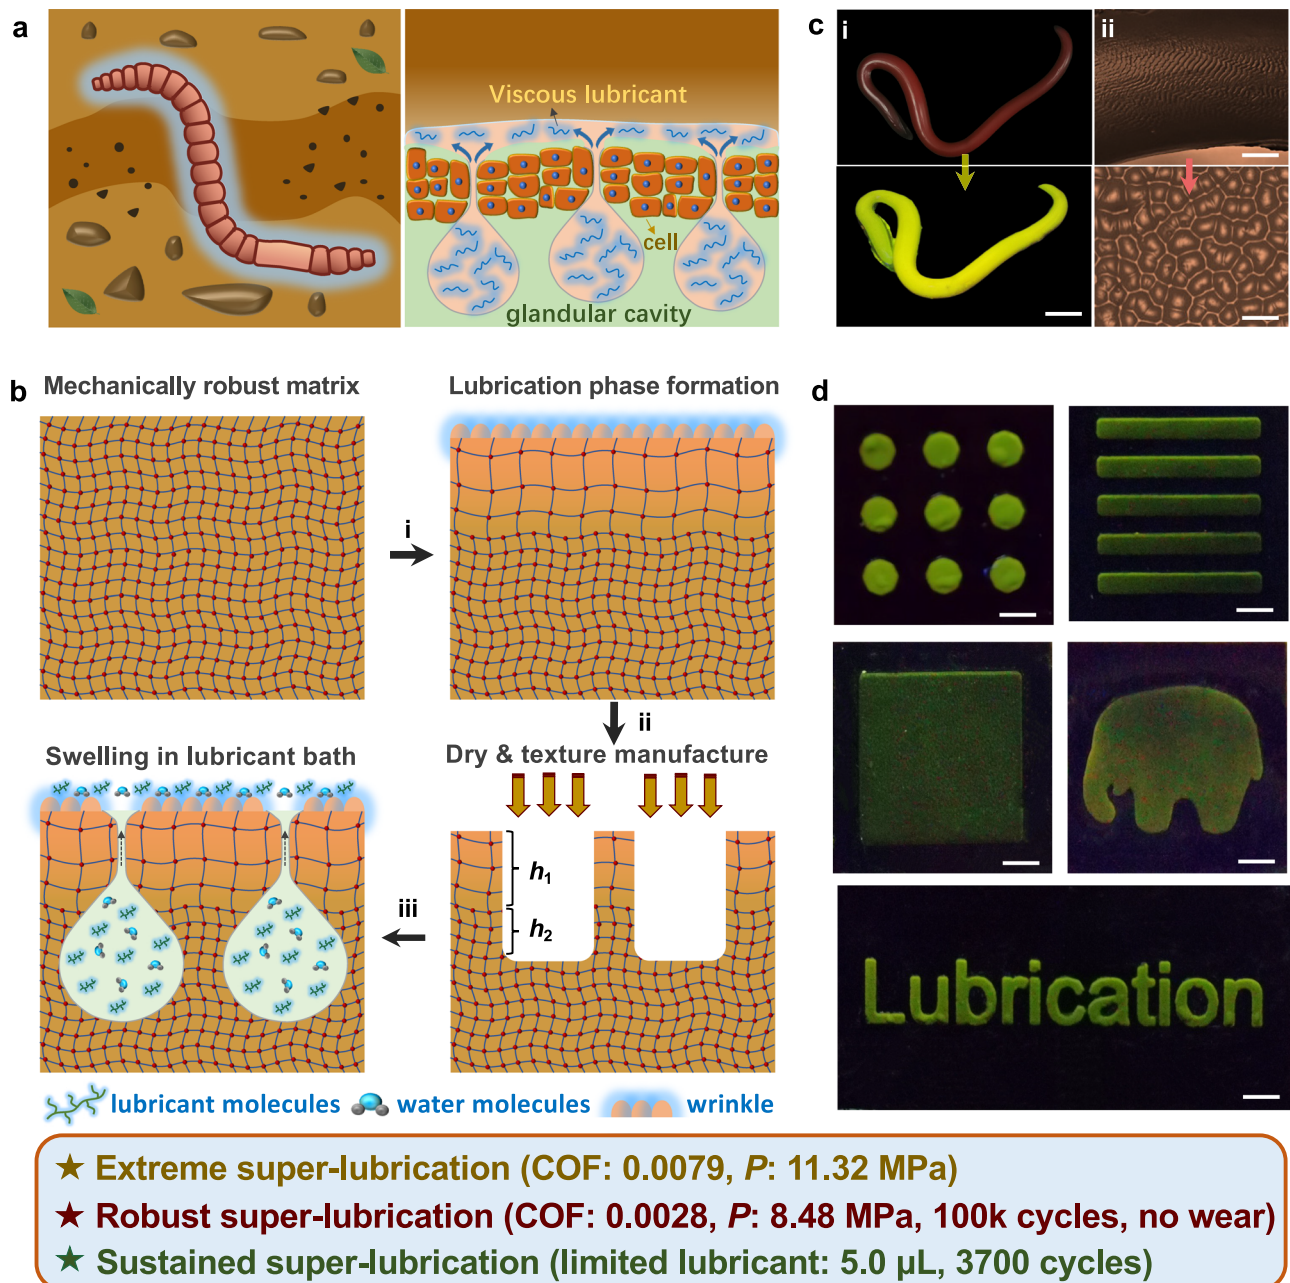 a
Viscous lubricant
cell
glandular cavity
c
i
ii
b
Mechanically robust matrix
Lubrication phase formation
i
ii
Swelling in lubricant bath
Dry & texture manufacture
h1
h2
iii
lubricant molecules
water molecules
wrinkle
d
Lubrication
★ Extreme super-lubrication (COF: 0.0079, P: 11.32 MPa)
★ Robust super-lubrication (COF: 0.0028, P: 8.48 MPa, 100k cycles, no wear)
★ Sustained super-lubrication (limited lubricant: 5.0 μL, 3700 cycles)